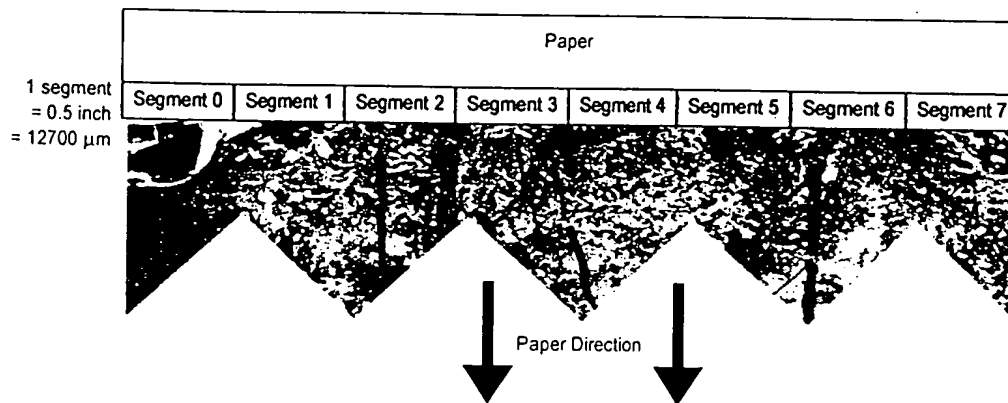 Paper
1 segment
= 0.5 inch
= 12700 µm
Segment 0 Segment 1 Segment 2 Segment 3 Segment 4 Segment 5 Segment 6 Segment 7
Paper Direction